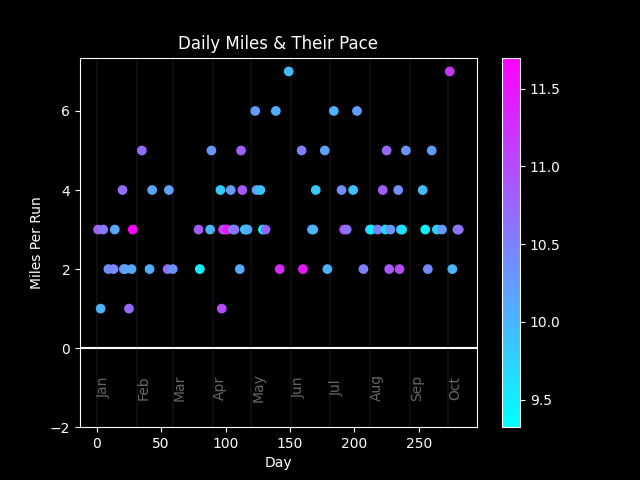 Daily Miles & Their Pace
Miles Per Run
6
4
2
0
−2
Jan
Feb
Mar
Apr
May
Jun
Jul
Aug
Sep
Oct
0
50
100
150
200
250
Day
11.5
11.0
10.5
10.0
9.5